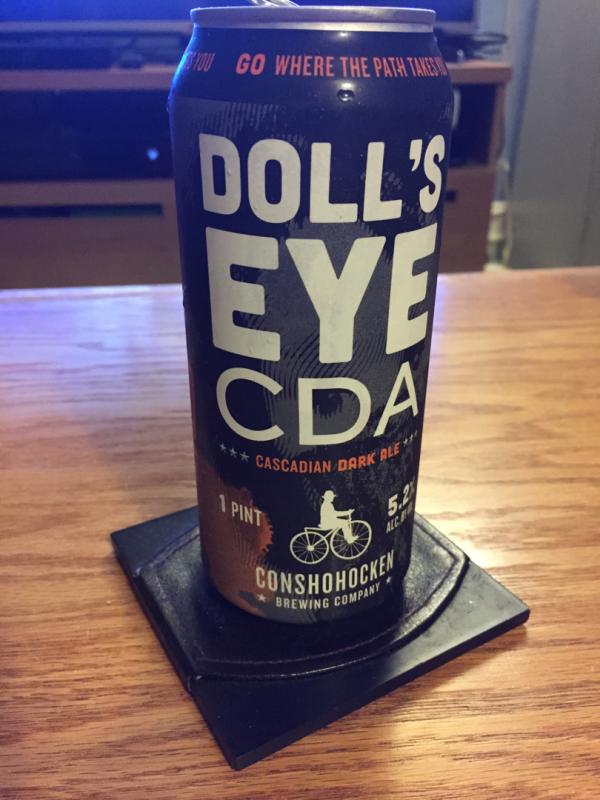 YOU GO WHERE THE PATH TAKES
DOLL'S
EYE
CDA
CASCADIAN DARK ALE
1 PINT
5.2%
ALC. BY
CONSHOHOCKEN
BREWING COMPANY